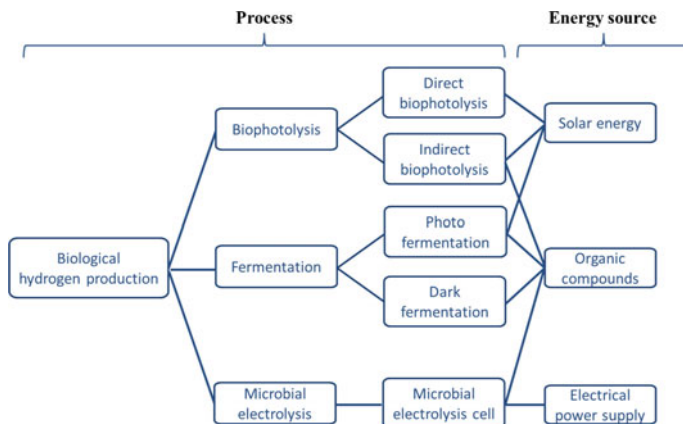 Process
Energy source
Direct
biophotolysis
Biophotolysis
Solar energy
Indirect
biophotolysis
Photo
fermentation
Biological
hydrogen production
Fermentation
Organic
compounds
Dark
fermentation
Microbial
electrolysis
Microbial
electrolysis cell
Electrical
power supply